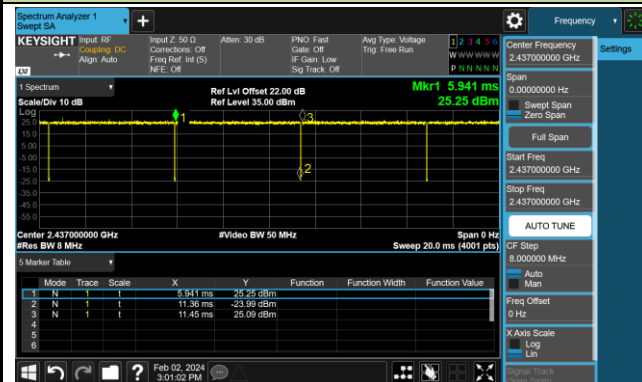 Spectrum Analyzer 1
Swept SA
Frequency
KEYSIGHT
Input: RF
Coupling: DC
Align: Auto
Input Z: 50 Ω
Corrections: Off
Freq Ref: Int (S)
NFE: Off
Atten: 30 dB
PNO: Fast
Gate: Off
IF Gain: Low
Sig Track: Off
Avg Type: Voltage
Trig: Free Run
1 2 3 4 5 6
W W W W W W
P N N N N N
LXI
1 Spectrum
Scale/Div 10 dB
Ref Lvl Offset 22.00 dB
Ref Level 35.00 dBm
Mkr1 5.941 ms
25.25 dBm
Log
25.0
15.0
5.00
-5.00
-15.0
-25.0
-35.0
-45.0
-55.0
1
3
2
Center 2.437000000 GHz
#Res BW 8 MHz
#Video BW 50 MHz
Span 0 Hz
Sweep 20.0 ms (4001 pts)
5 Marker Table
Mode Trace Scale X Y Function Function Width Function Value
1 N 1 t 5.941 ms 25.25 dBm
2 N 1 t 11.36 ms -23.99 dBm
3 N 1 t 11.45 ms 25.09 dBm
4
5
6
Feb 02, 2024
3:01:02 PM
Center Frequency
2.437000000 GHz
Span
0.00000000 Hz
Swept Span
Zero Span
Full Span
Start Freq
2.437000000 GHz
Stop Freq
2.437000000 GHz
AUTO TUNE
CF Step
8.000000 MHz
Auto
Man
Freq Offset
0 Hz
X Axis Scale
Log
Lin
Signal Track
(Span Zoom)
Settings